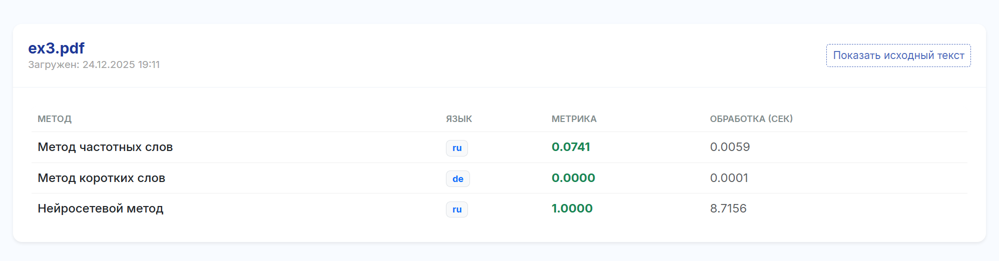 ex3.pdf
Загружен: 24.12.2025 19:11
Показать исходный текст
МЕТОД ЯЗЫК МЕТРИКА ОБРАБОТКА (СЕК)
Метод частотных слов ru 0.0741 0.0059
Метод коротких слов de 0.0000 0.0001
Нейросетевой метод ru 1.0000 8.7156